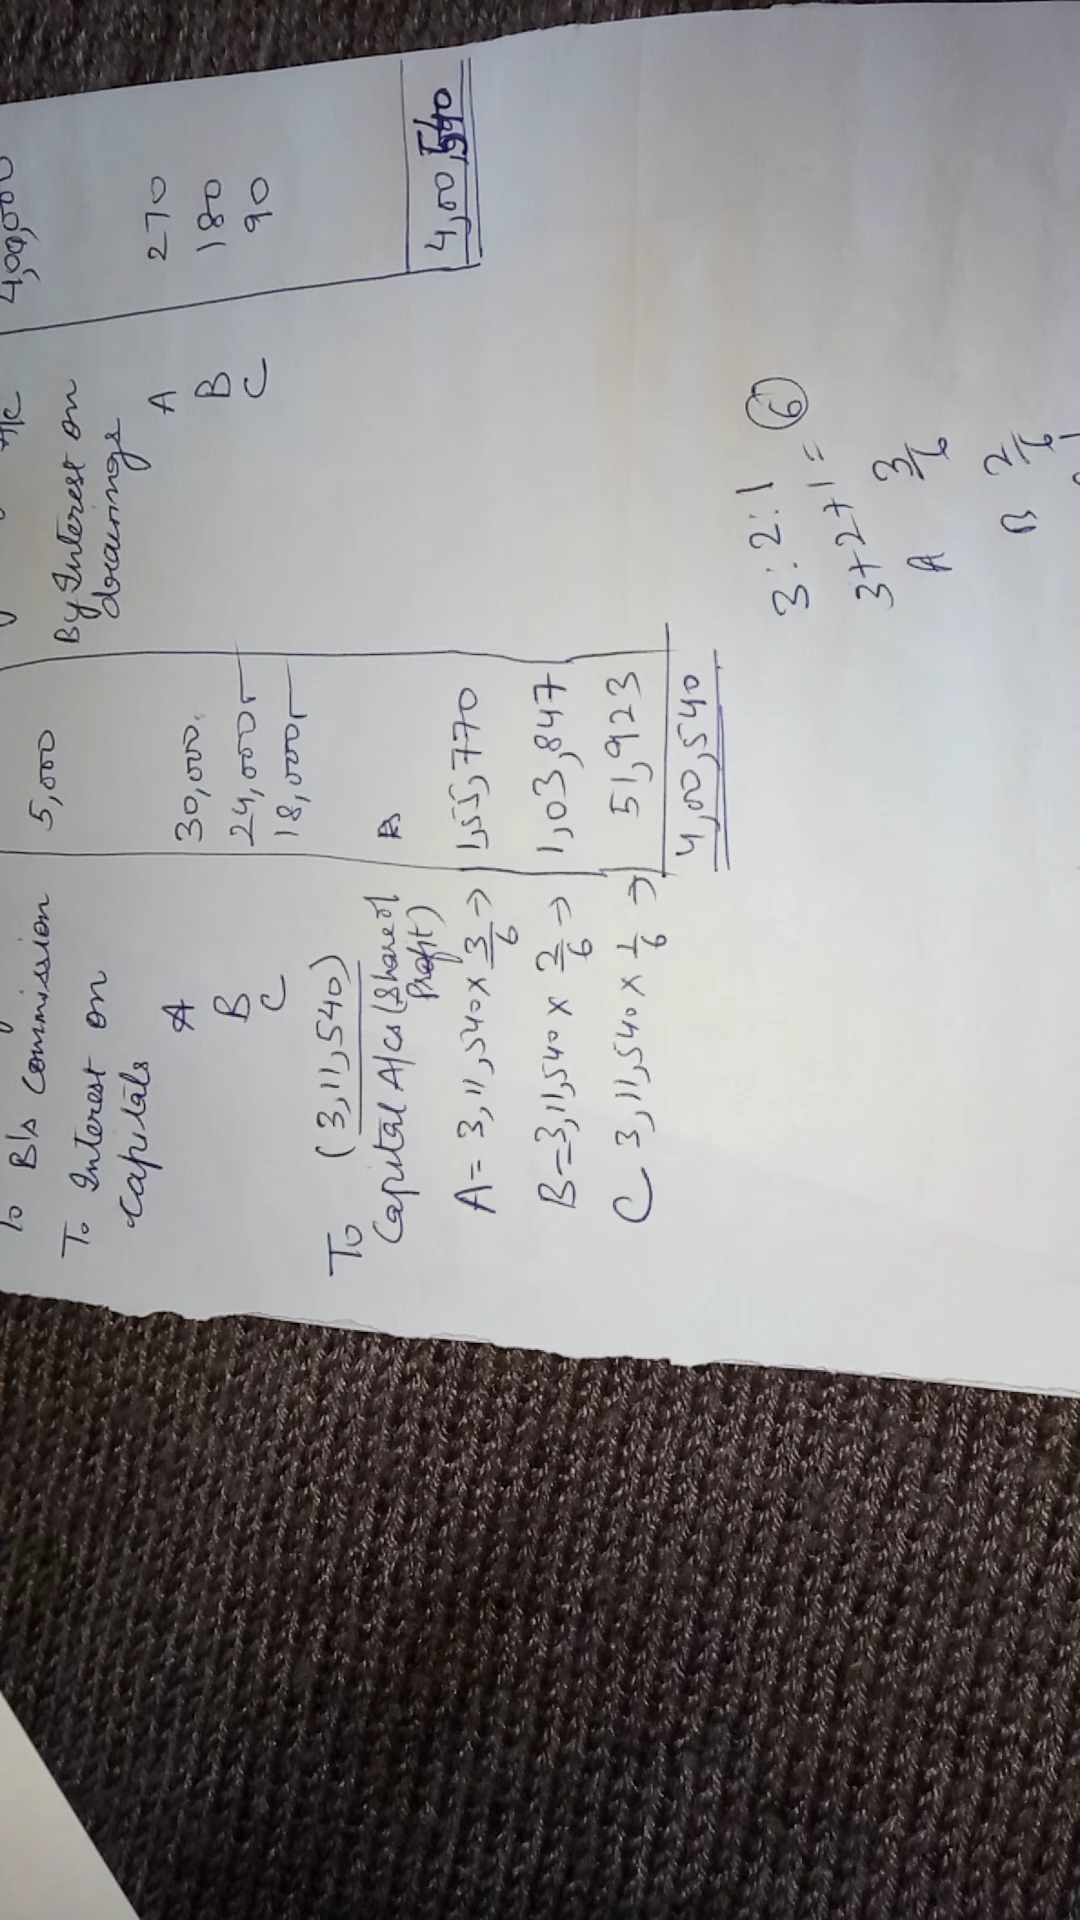 To B's Commission 5,000
To Interest on
capitals
A 30,000
B 24,000
C 18,000
(3,11,540)
To
Capital A/cs (Share of
Profit)
A = 3,11,540 x 3/6 → 1,55,770
B = 3,11,540 x 2/6 → 1,03,847
C 3,11,540 x 1/6 → 51,923
4,00,540
A/c 4,00,000
By Interest on
drawings
A 270
B 180
C 90
4,00,540
3:2:1
3+2+1 = 6
A 3/6
B 2/6